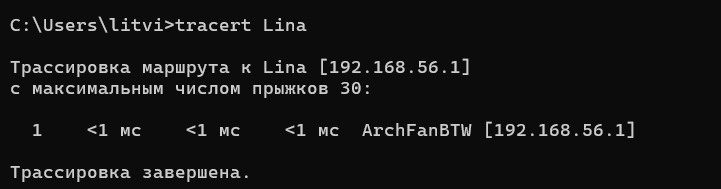 C:\Users\litvi>tracert Lina
Трассировка маршрута к Lina [192.168.56.1]
с максимальным числом прыжков 30:
1 <1 мс <1 мс <1 мс ArchFanBTW [192.168.56.1]
Трассировка завершена.